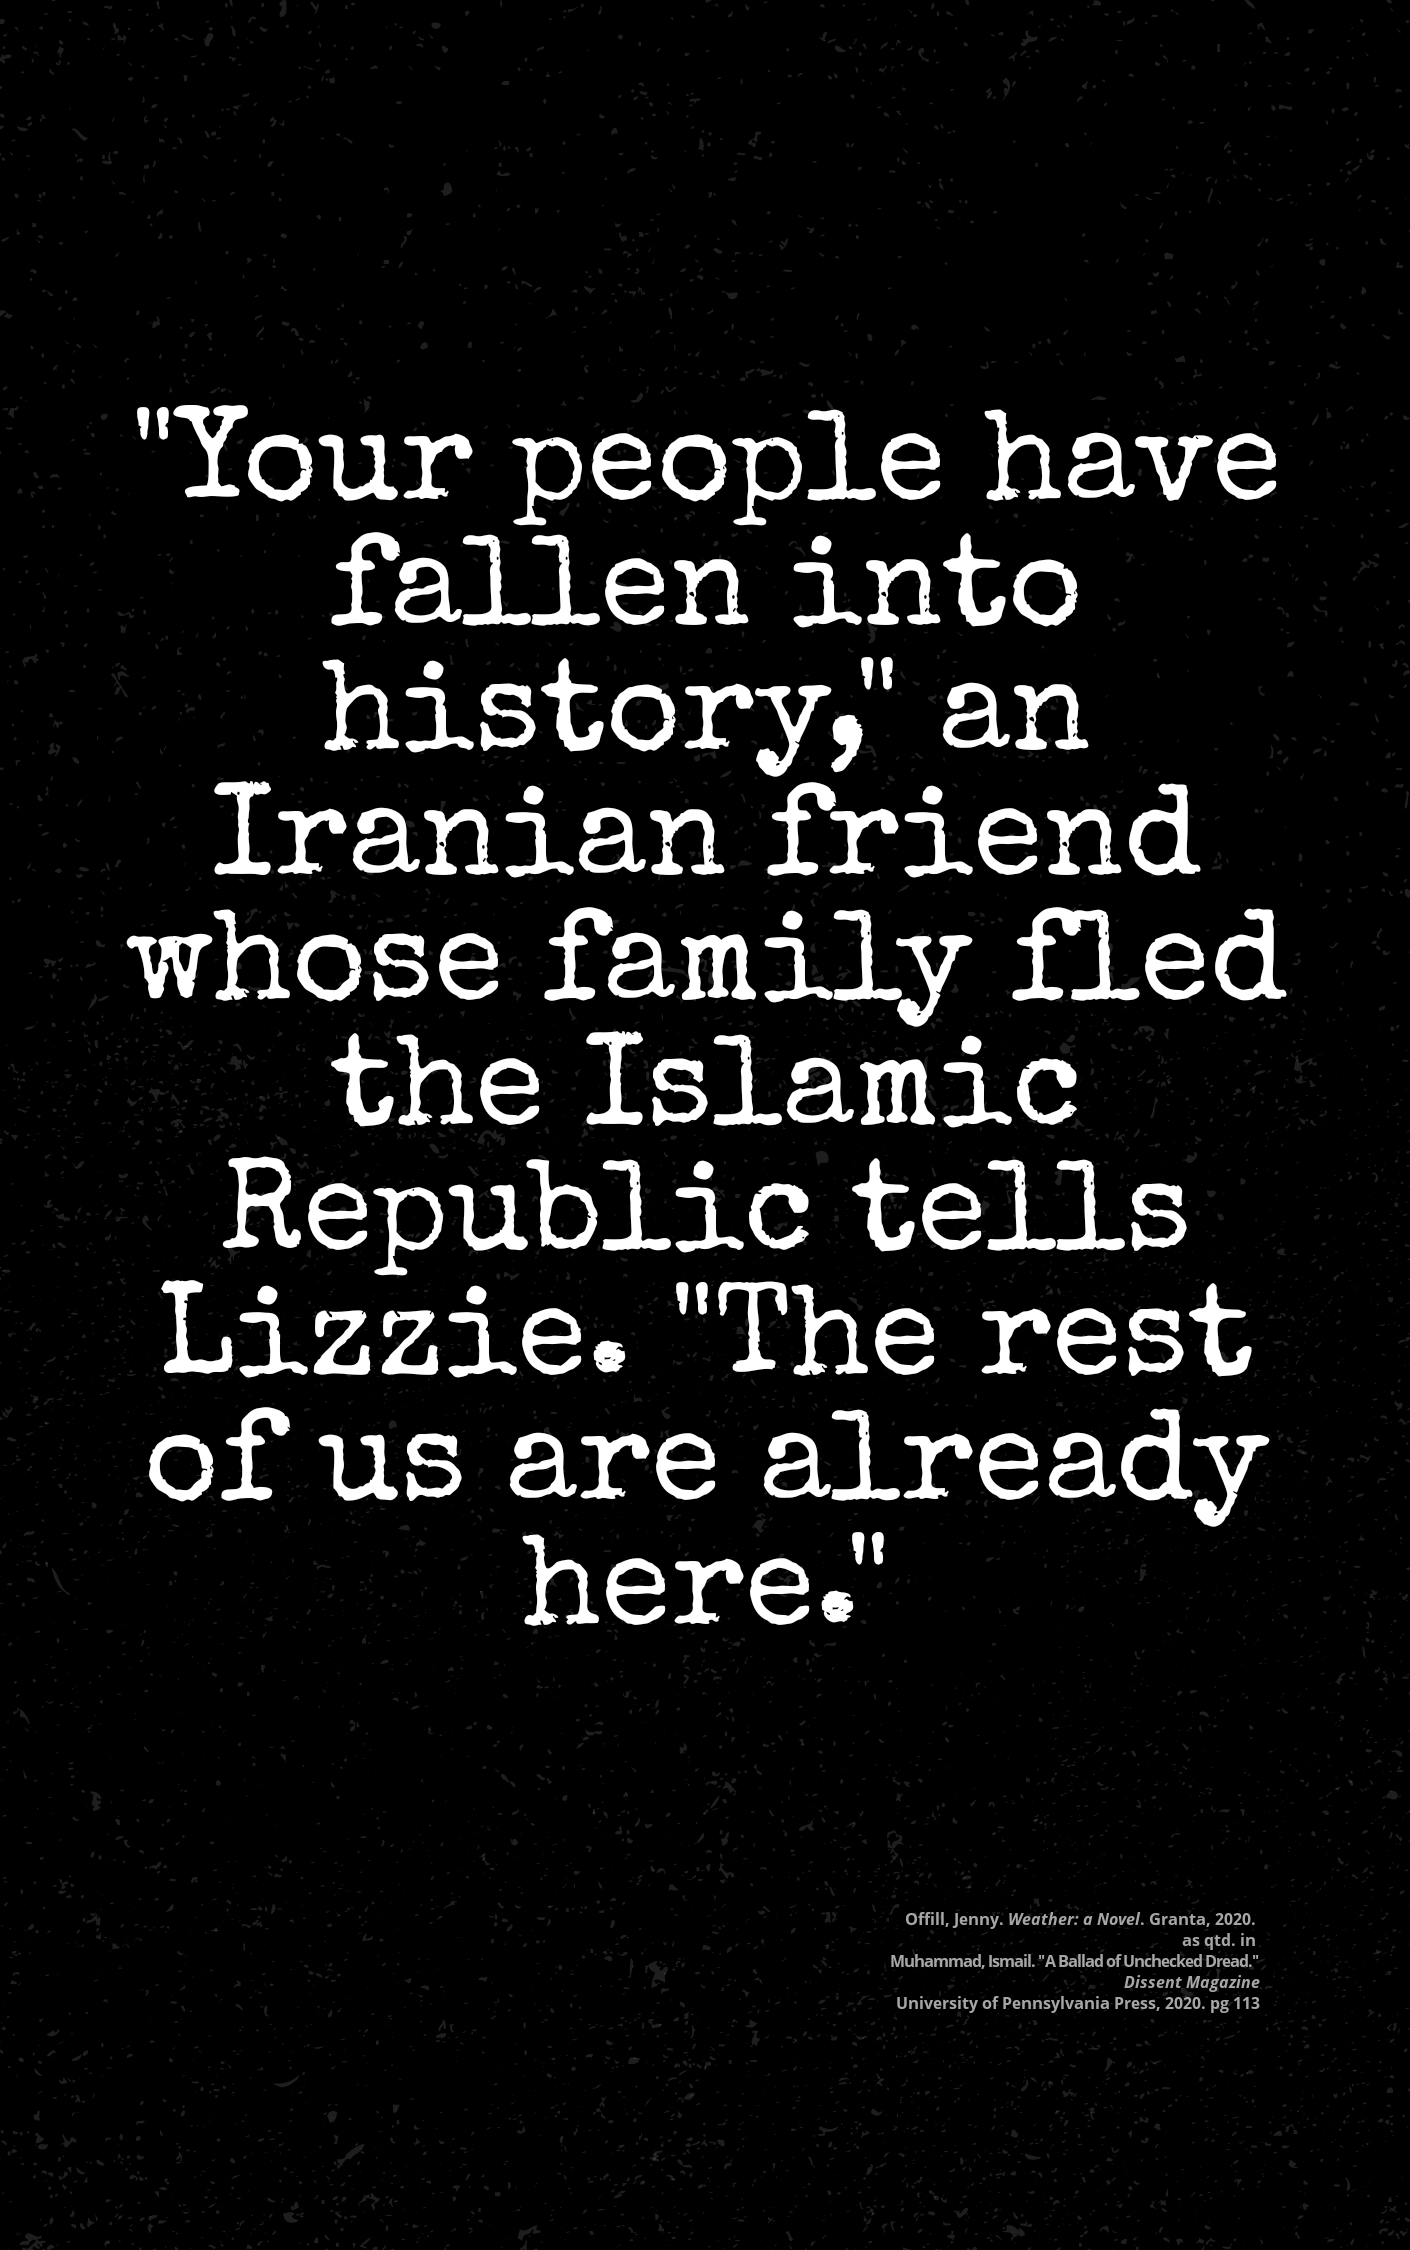 "Your people have
fallen into
history," an
Iranian friend
whose family fled
the Islamic
Republic tells
Lizzie. "The rest
of us are already
here."
Offill, Jenny. Weather: a Novel. Granta, 2020.
as qtd. in
Muhammad, Ismail. "A Ballad of Unchecked Dread."
Dissent Magazine
University of Pennsylvania Press, 2020. pg 113